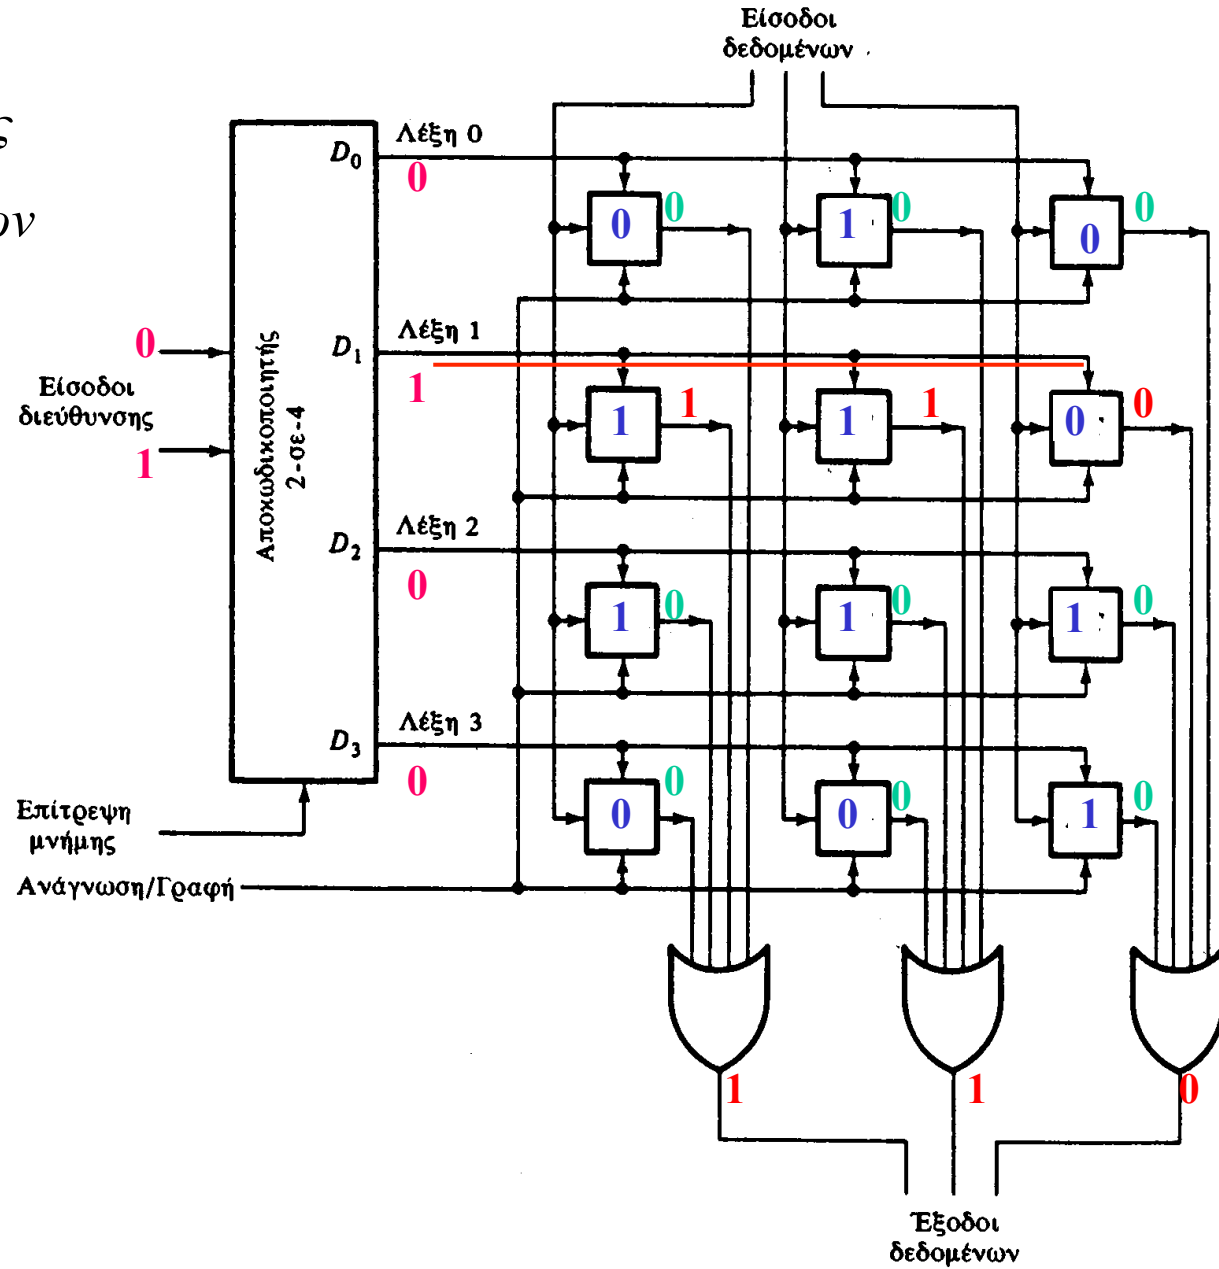 Είσοδοι
δεδομένων
ς
ον
Λέξη 0
D₀
0
0 0 1 0 0 0
Λέξη 1
D₁
1
0
Είσοδοι
διεύθυνσης
1
Αποκωδικοποιητής
2-σε-4
1 1 1 1 0 0
Λέξη 2
D₂
0
1 0 1 0 1 0
Λέξη 3
D₃
0
0 0 0 0 1 0
Επίτρεψη
μνήμης
Ανάγνωση/Γραφή
1 1 0
Έξοδοι
δεδομένων